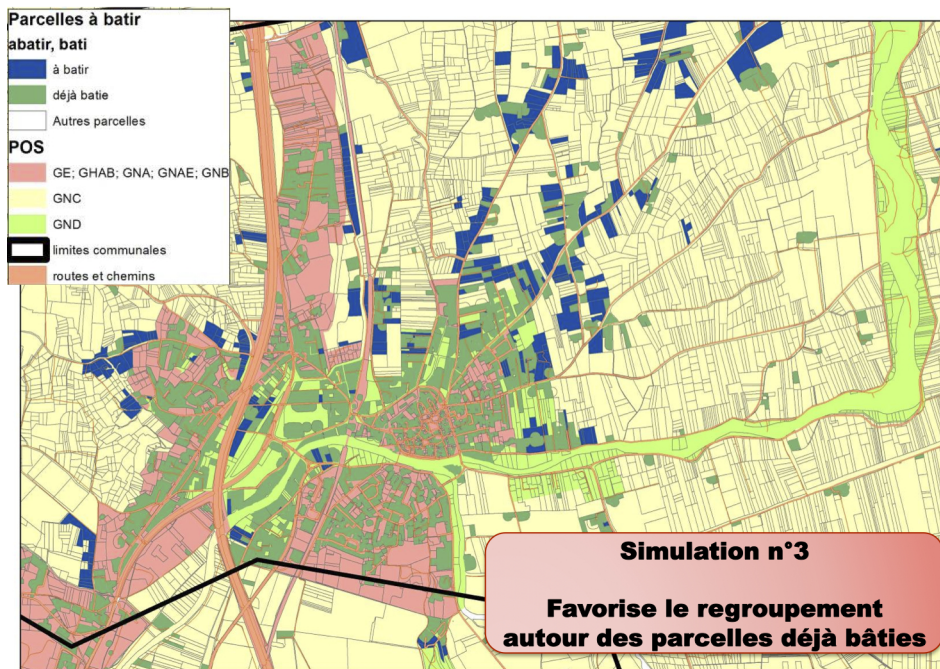 Parcelles à bâtir
abatir, bati
à batir
déjà batie
Autres parcelles
POS
GE; GHAB; GNA; GNAE; GNB
GNC
GND
limites communales
routes et chemins
Simulation n°3
Favorise le regroupement
autour des parcelles déjà bâties